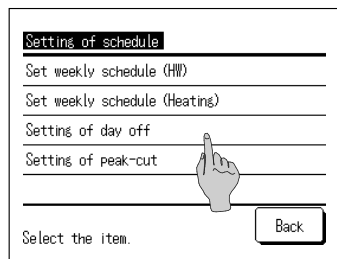 Setting of schedule
Set weekly schedule (HW)
Set weekly schedule (Heating)
Setting of day off
Setting of peak-cut
Select the item.
Back